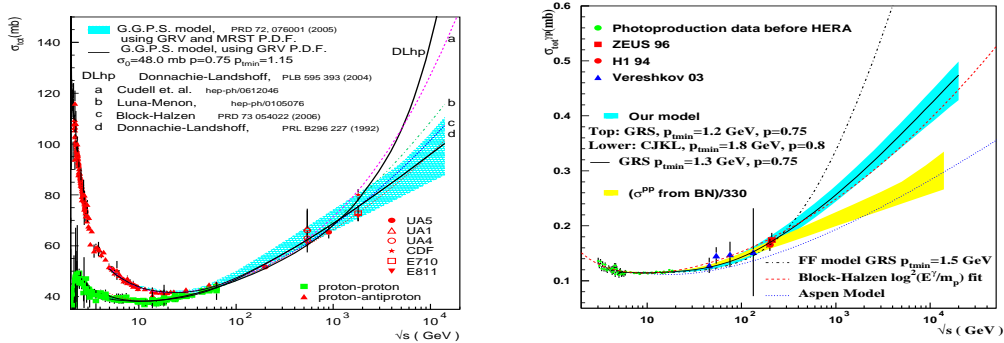 σtot(mb)
140
120
100
80
60
40
G.G.P.S. model, PRD 72, 076001 (2005)
using GRV and MRST P.D.F.
G.G.P.S. model, using GRV P.D.F.
σ0=48.0 mb p=0.75 ptmin=1.15
DLhp Donnachie-Landshoff, PLB 595 393 (2004)
a Cudell et al. hep-ph/0612046
b Luna-Menon, hep-ph/0105076
c Block-Halzen PRD 73 054022 (2006)
d Donnachie-Landshoff, PRL B296 227 (1992)
DLhp
a
b
c
d
UA5
UA1
UA4
CDF
E710
E811
proton-proton
proton-antiproton
10
10²
10³
10⁴
√s ( GeV )
σtotγp(mb)
0.6
0.5
0.4
0.3
0.2
0.1
0
Photoproduction data before HERA
ZEUS 96
H1 94
Vereshkov 03
Our model
Top: GRS, ptmin=1.2 GeV, p=0.75
Lower: CJKL, ptmin=1.8 GeV, p=0.8
GRS ptmin=1.3 GeV, p=0.75
(σpp from BN)/330
FF model GRS ptmin=1.5 GeV
Block-Halzen log²(Eγ/mp) fit
Aspen Model
10
10²
10³
10⁴
√s ( GeV )